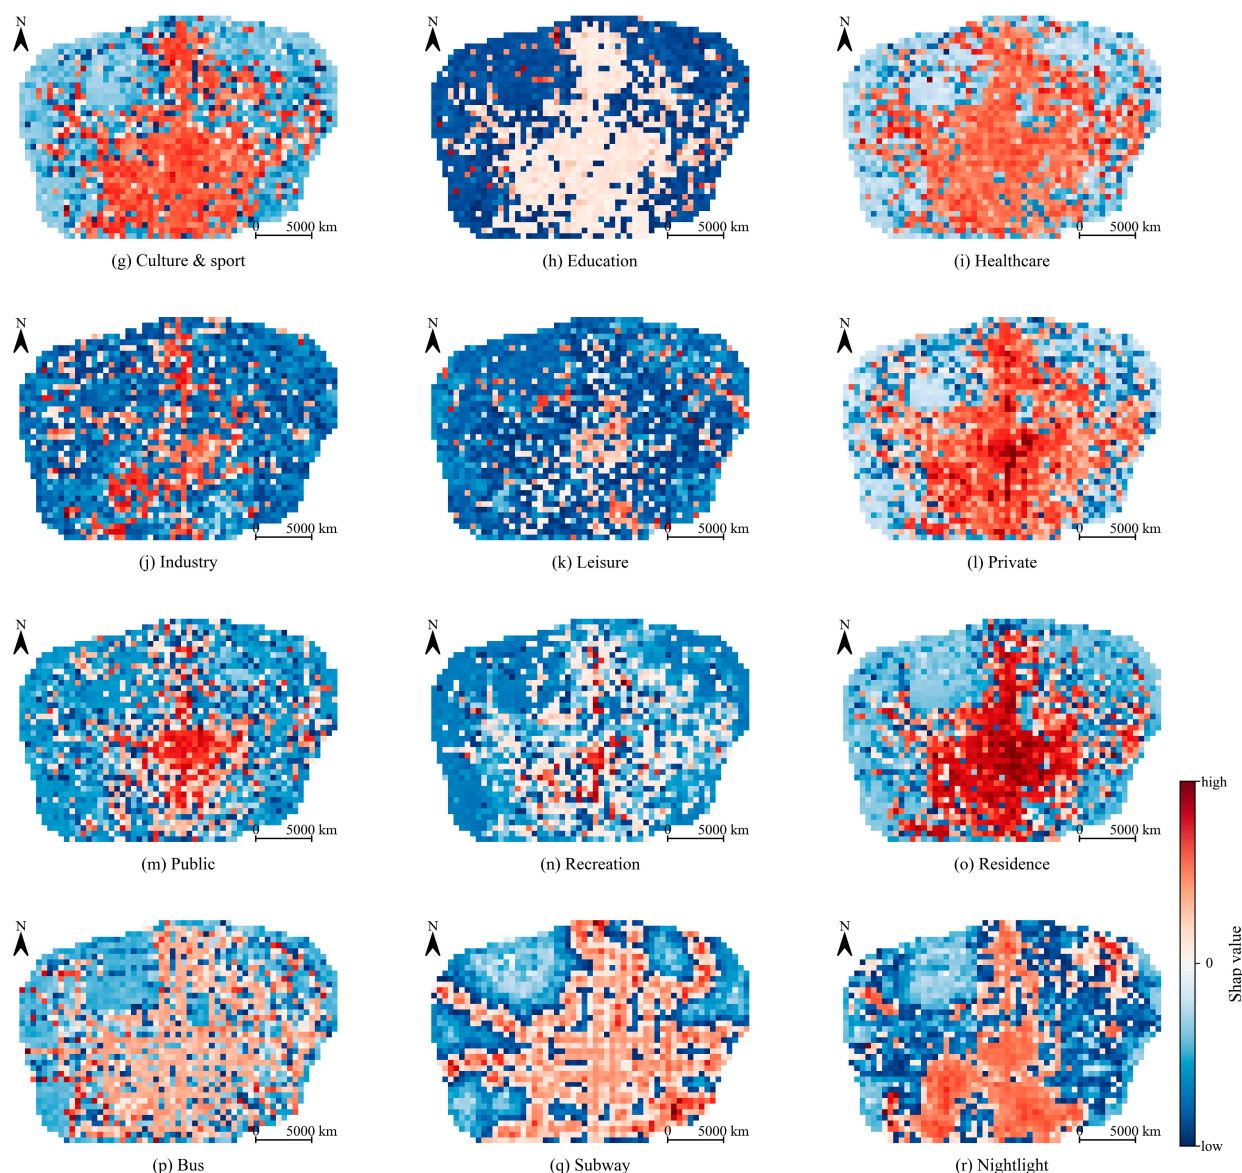 N N N
0 5000 km 0 5000 km 0 5000 km
(g) Culture & sport (h) Education (i) Healthcare
N N N
0 5000 km 0 5000 km 0 5000 km
(j) Industry (k) Leisure (l) Private
N N N
0 5000 km 0 5000 km 0 5000 km
(m) Public (n) Recreation (o) Residence
high
N N N
0
Shap value
0 5000 km 0 5000 km 0 5000 km
low
(p) Bus (q) Subway (r) Nightlight